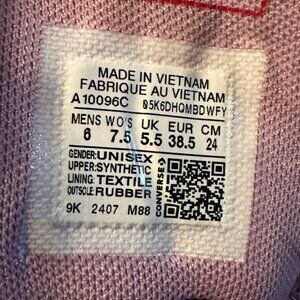 MADE IN VIETNAM
FABRIQUE AU VIETNAM
A10096C 05K6DHQMBDWFY
MENS WO'S UK EUR CM
6 7.5 5.5 38.5 24
GENDER:UNISEX
UPPER:SYNTHETIC
LINING:TEXTILE
OUTSOLE:RUBBER
CONVERSE
9K 2407 M88